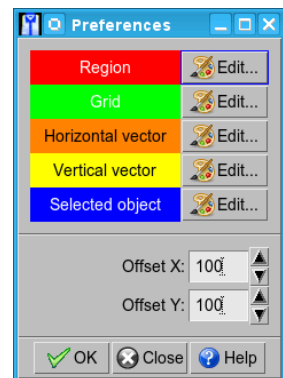 Preferences
Region Edit...
Grid Edit...
Horizontal vector Edit...
Vertical vector Edit...
Selected object Edit...
Offset X: 100
Offset Y: 100
OK Close Help